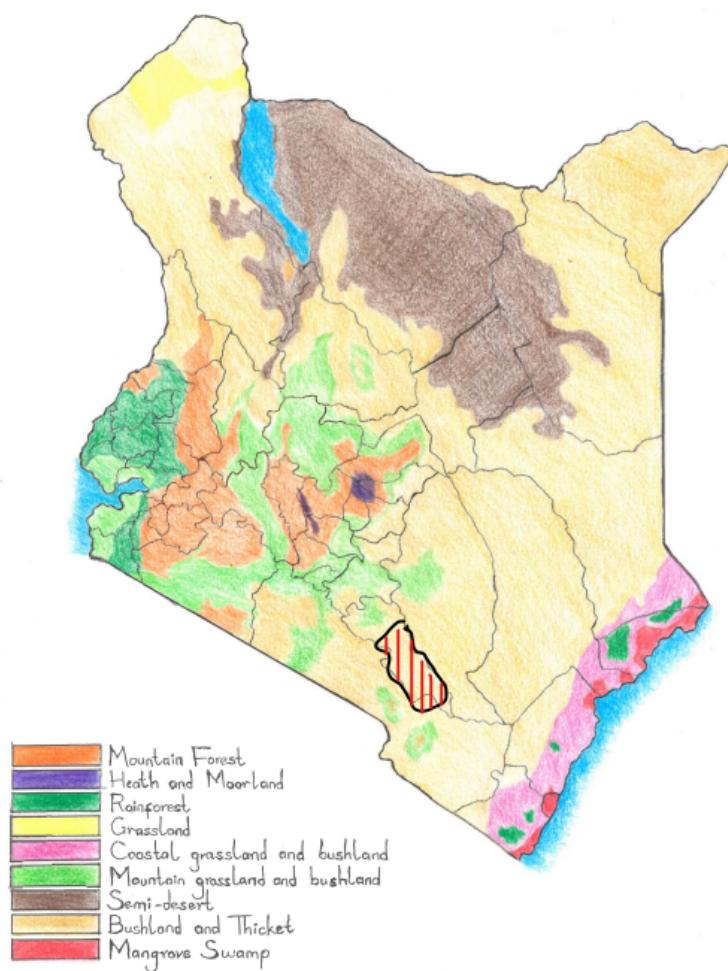 Mountain Forest
Heath and Moorland
Rainforest
Grassland
Coastal grassland and bushland
Mountain grassland and bushland
Semi-desert
Bushland and Thicket
Mangrove Swamp